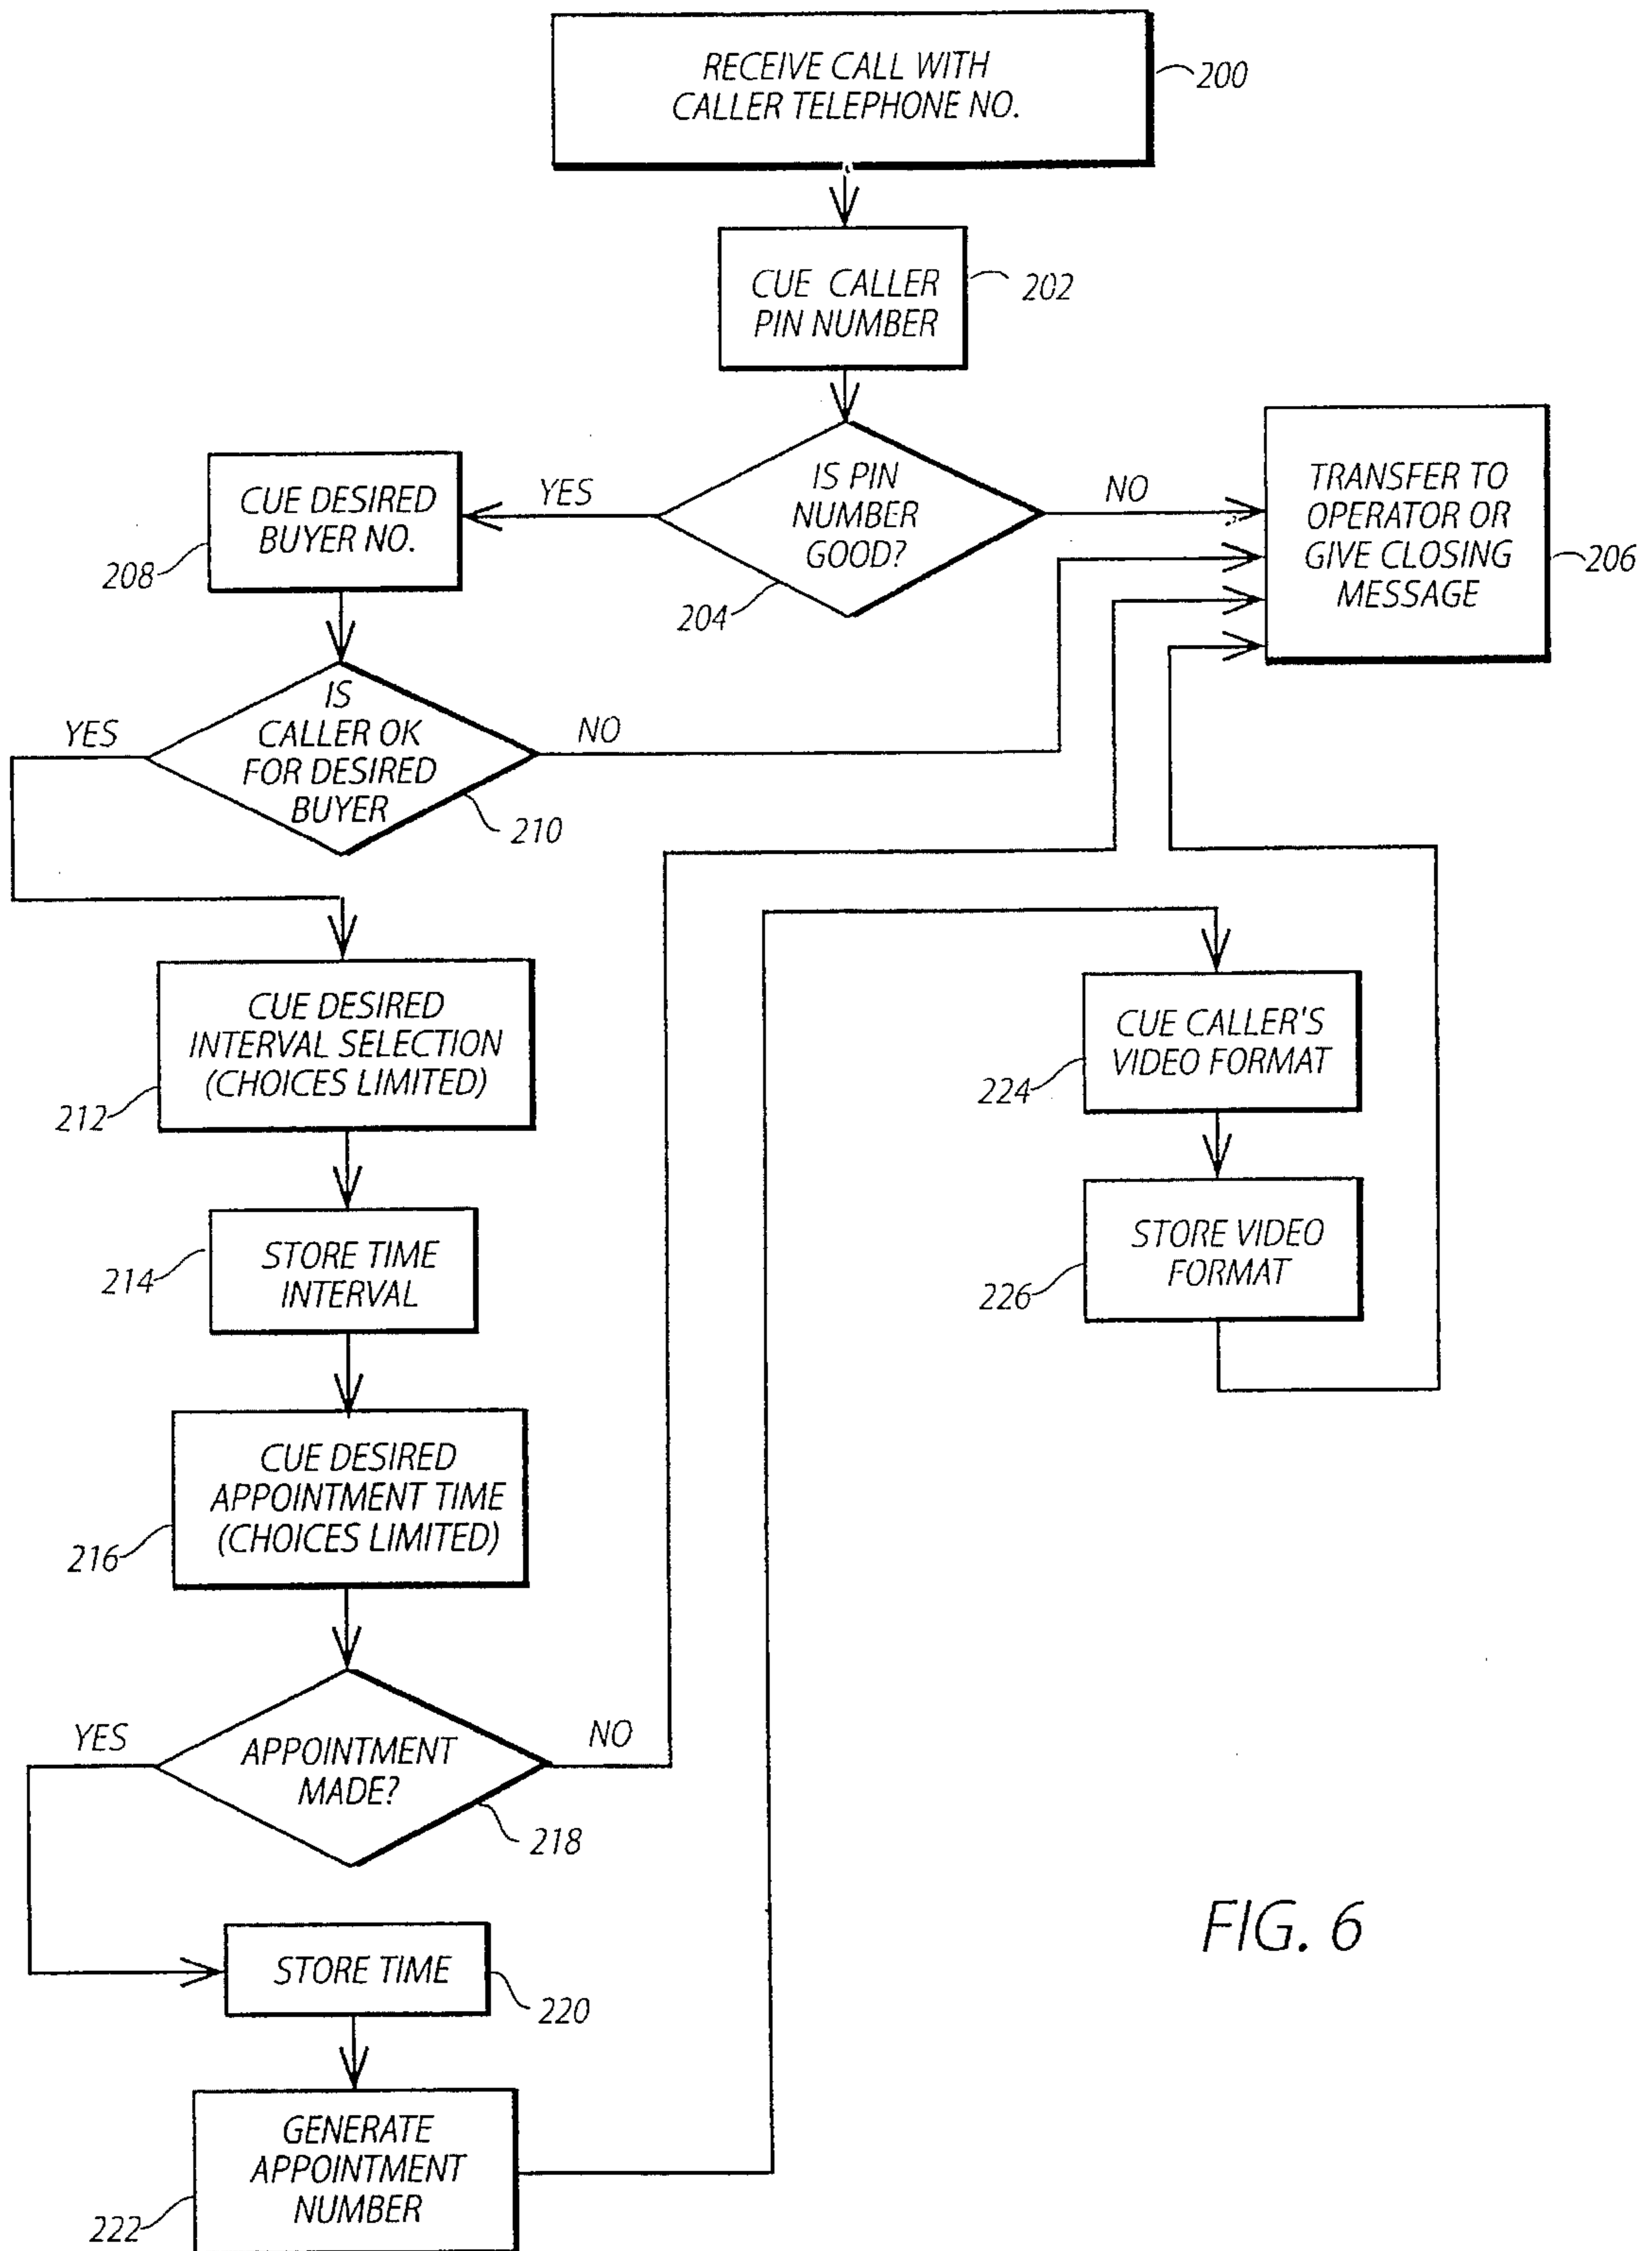 RECEIVE CALL WITH
CALLER TELEPHONE NO.
200
CUE CALLER
PIN NUMBER
202
IS PIN
NUMBER
GOOD?
204
YES
NO
TRANSFER TO
OPERATOR OR
GIVE CLOSING
MESSAGE
206
CUE DESIRED
BUYER NO.
208
IS
CALLER OK
FOR DESIRED
BUYER
210
YES
NO
CUE DESIRED
INTERVAL SELECTION
(CHOICES LIMITED)
212
STORE TIME
INTERVAL
214
CUE DESIRED
APPOINTMENT TIME
(CHOICES LIMITED)
216
APPOINTMENT
MADE?
218
YES
NO
STORE TIME
220
GENERATE
APPOINTMENT
NUMBER
222
CUE CALLER'S
VIDEO FORMAT
224
STORE VIDEO
FORMAT
226
FIG. 6